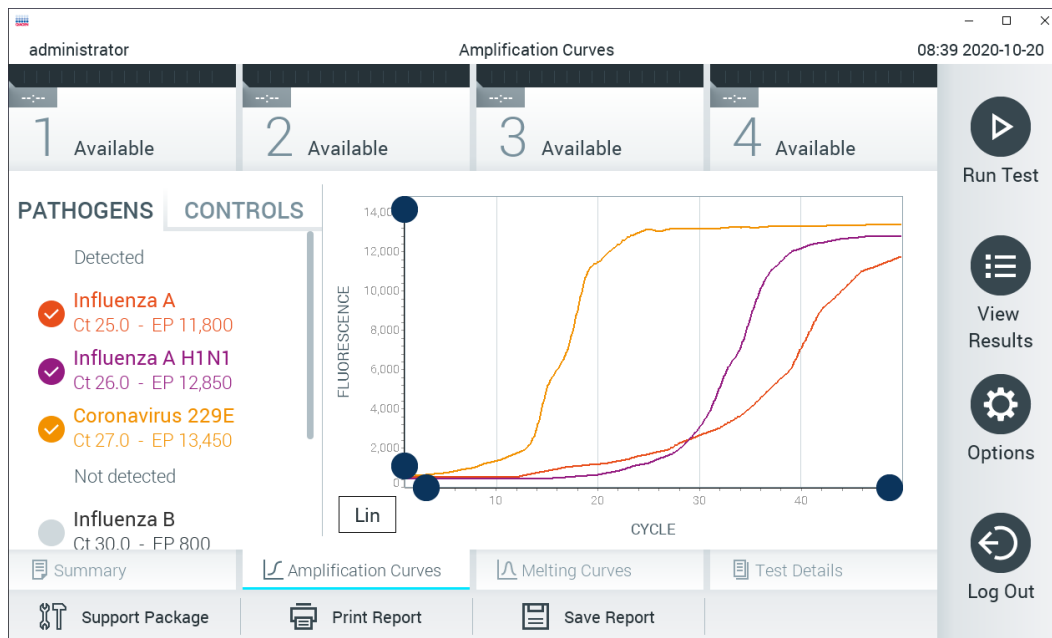 administrator
Amplification Curves
08:39 2020-10-20
--:--
1 Available
--:--
2 Available
--:--
3 Available
--:--
4 Available
Run Test
View
Results
Options
Log Out
PATHOGENS
CONTROLS
Detected
Influenza A
Ct 25.0 - EP 11,800
Influenza A H1N1
Ct 26.0 - EP 12,850
Coronavirus 229E
Ct 27.0 - EP 13,450
Not detected
Influenza B
Ct 30.0 - EP 800
FLUORESCENCE
14,00
12,000
10,000
8,000
6,000
4,000
2,000
0
10
20
30
40
CYCLE
Lin
Summary
Amplification Curves
Melting Curves
Test Details
Support Package
Print Report
Save Report